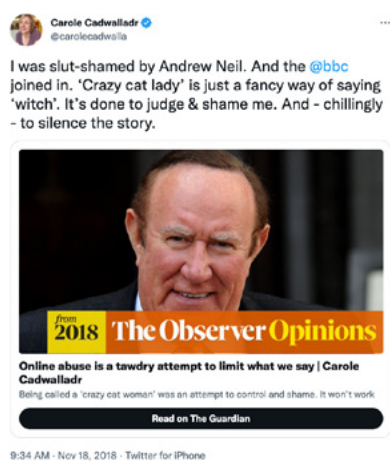 Carole Cadwalladr
@carolecadwalla
I was slut-shamed by Andrew Neil. And the @bbc
joined in. ‘Crazy cat lady’ is just a fancy way of saying
‘witch’. It’s done to judge & shame me. And - chillingly
- to silence the story.
from
2018 The Observer Opinions
Online abuse is a tawdry attempt to limit what we say | Carole
Cadwalladr
Being called a ‘crazy cat woman’ was an attempt to control and shame. It won’t work
Read on The Guardian
9:34 AM · Nov 18, 2018 · Twitter for iPhone